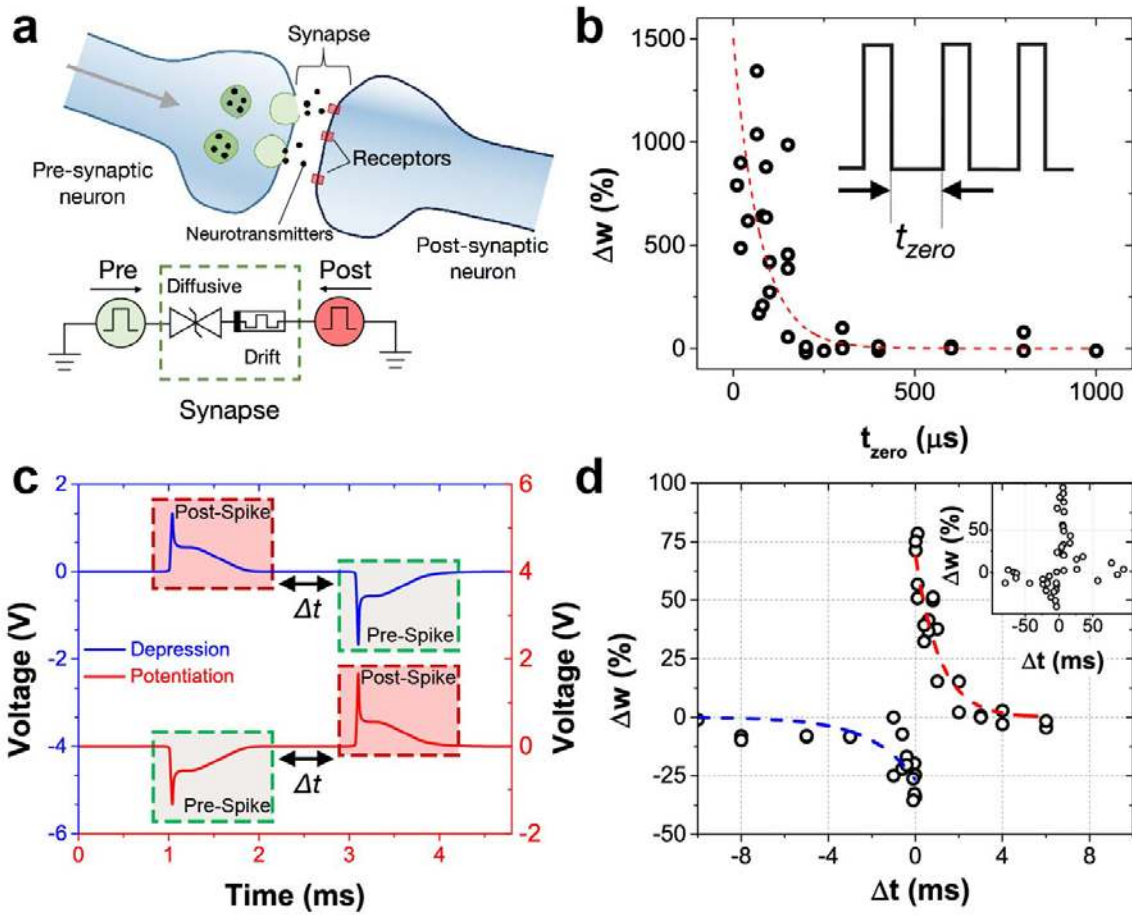 a
Synapse
Pre-synaptic
neuron
Receptors
Neurotransmitters
Post-synaptic
neuron
Pre
Diffusive
Post
Drift
Synapse
b
Δw (%)
1500
1000
500
0
t_zero
0
500
1000
t_zero (μs)
c
Voltage (V)
2
0
-2
-4
-6
Post-Spike
Δt
Pre-Spike
Depression
Potentiation
Post-Spike
Δt
Pre-Spike
6
4
2
0
-2
Voltage (V)
0
1
2
3
4
Time (ms)
d
Δw (%)
100
75
50
25
0
-25
-50
Δw (%)
50
0
-50
0
50
Δt (ms)
-8
-4
0
4
8
Δt (ms)